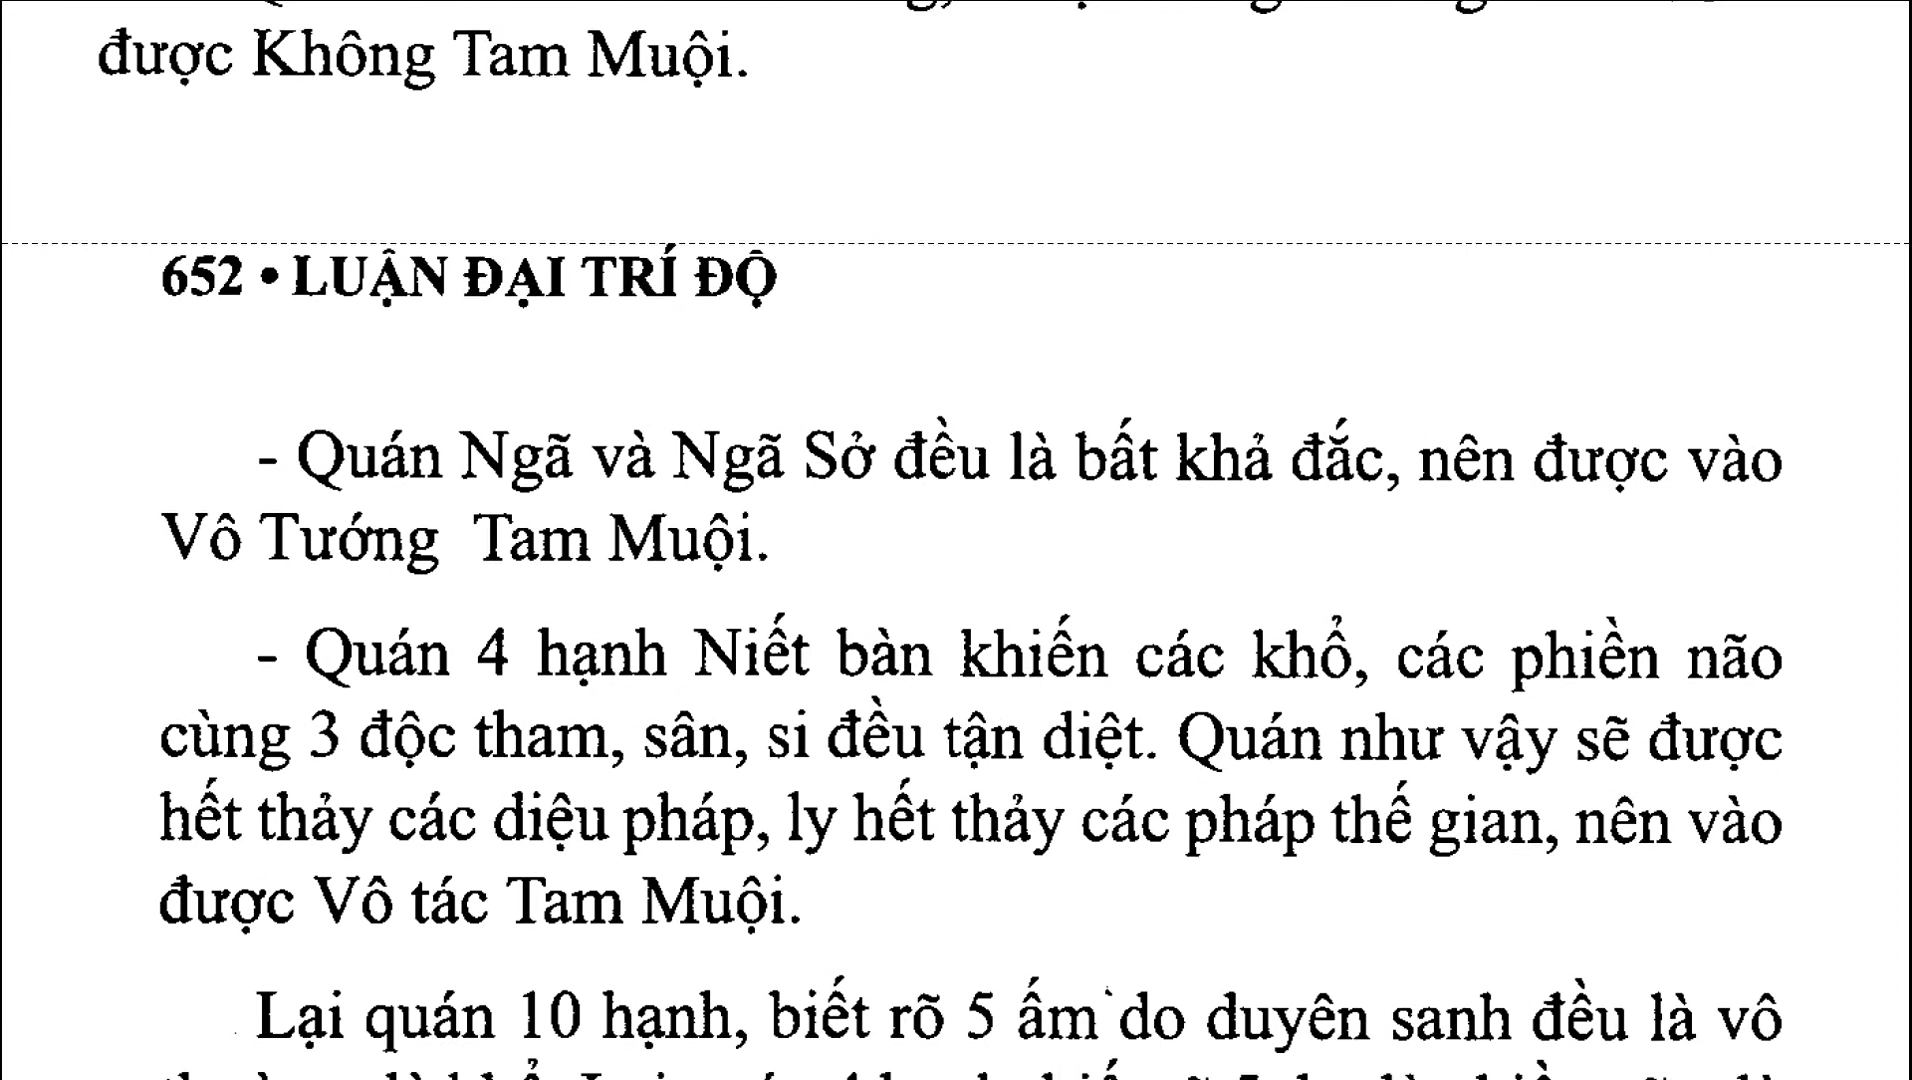 được Không Tam Muội.
652 • LUẬN ĐẠI TRÍ ĐỘ
- Quán Ngã và Ngã Sở đều là bất khả đắc, nên được vào
Vô Tướng Tam Muội.
- Quán 4 hạnh Niết bàn khiến các khổ, các phiền não
cùng 3 độc tham, sân, si đều tận diệt. Quán như vậy sẽ được
hết thảy các diệu pháp, ly hết thảy các pháp thế gian, nên vào
được Vô tác Tam Muội.
Lại quán 10 hạnh, biết rõ 5 ấm do duyên sanh đều là vô